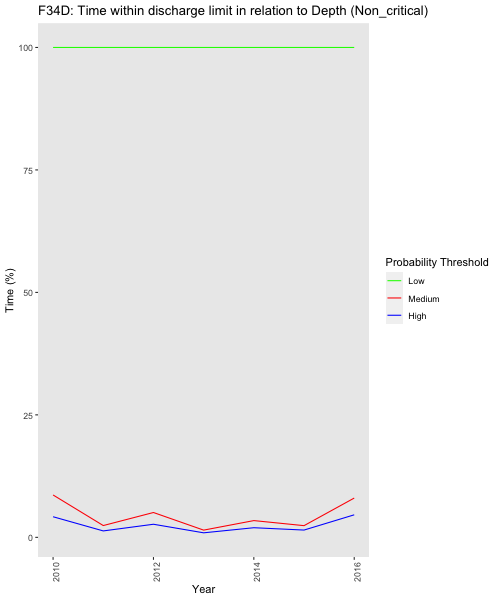 F34D: Time within discharge limit in relation to Depth (Non_critical)
100
75
50
25
0
Time (%)
2010
2012
2014
2016
Year
Probability Threshold
Low
Medium
High